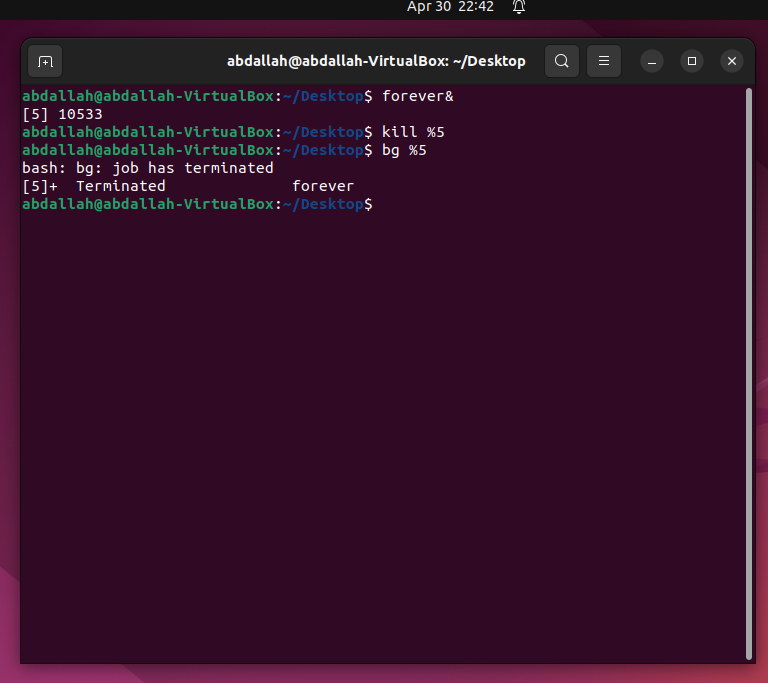 Apr 30 22:42
abdallah@abdallah-VirtualBox: ~/Desktop
abdallah@abdallah-VirtualBox:~/Desktop$ forever&
[5] 10533
abdallah@abdallah-VirtualBox:~/Desktop$ kill %5
abdallah@abdallah-VirtualBox:~/Desktop$ bg %5
bash: bg: job has terminated
[5]+  Terminated              forever
abdallah@abdallah-VirtualBox:~/Desktop$